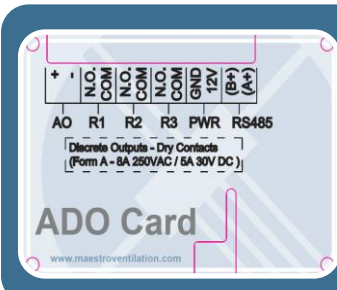 + - N.O. COM N.O. COM N.O. COM GND 12V (B+) (A+)
AO R1 R2 R3 PWR RS485
Discrete Outputs - Dry Contacts
(Form A - 8A 250VAC / 5A 30V DC )
ADO Card
www.maestroventilation.com